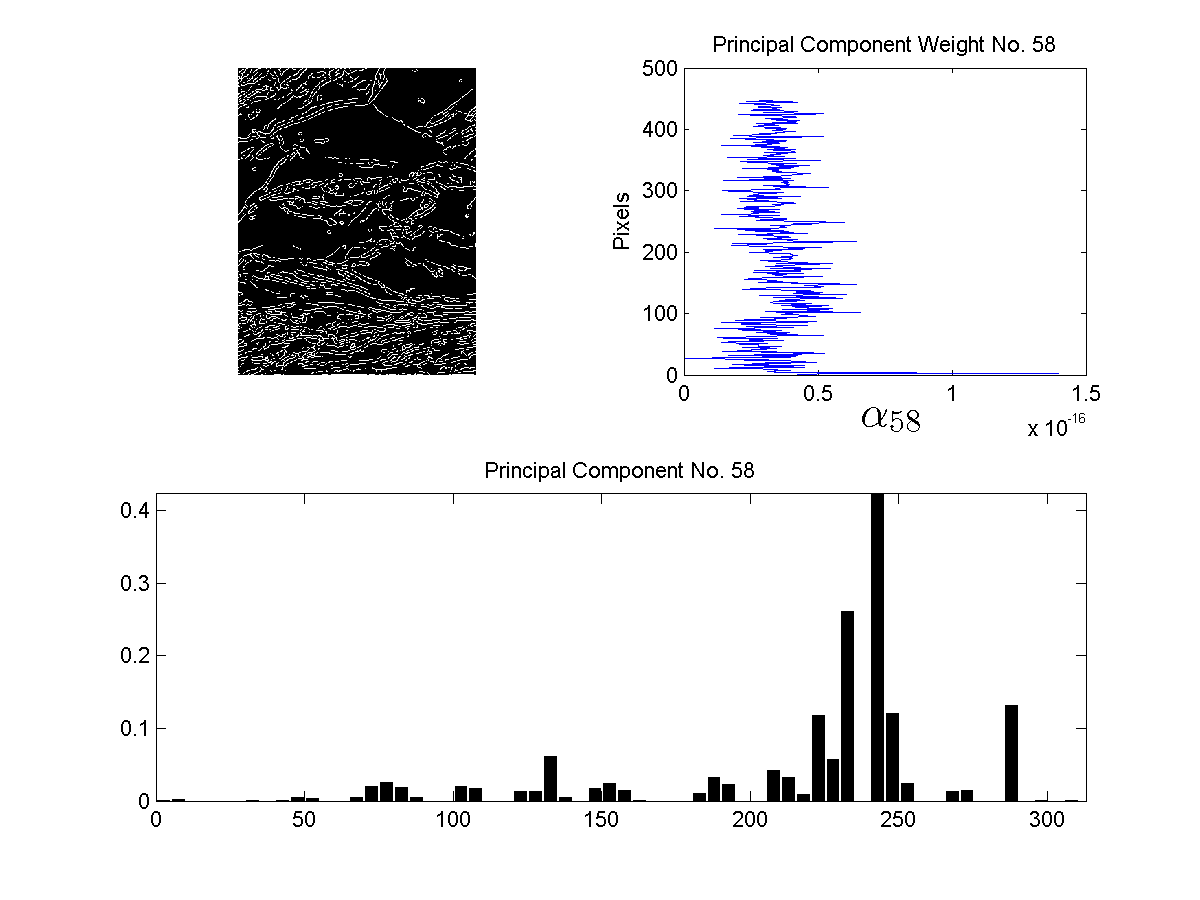 Principal Component Weight No. 58
500
400
300
200
100
0
Pixels
0 0.5 1 1.5
α58
x 10-16
Principal Component No. 58
0.4
0.3
0.2
0.1
0
0 50 100 150 200 250 300